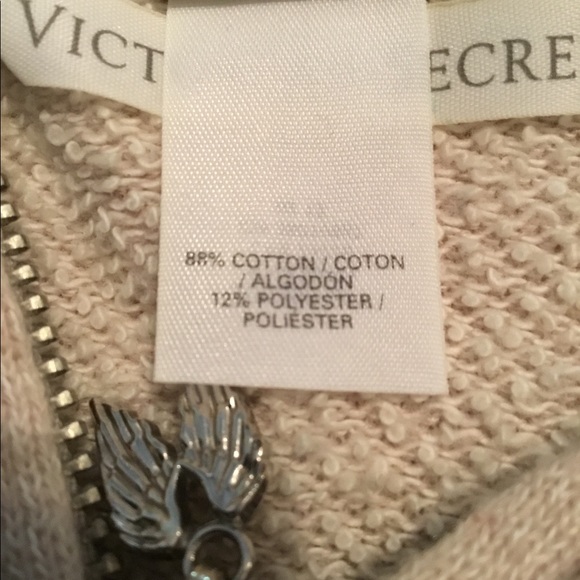 VICT ECRE
88% COTTON / COTON
/ ALGODÓN
12% POLYESTER /
POLIÉSTER